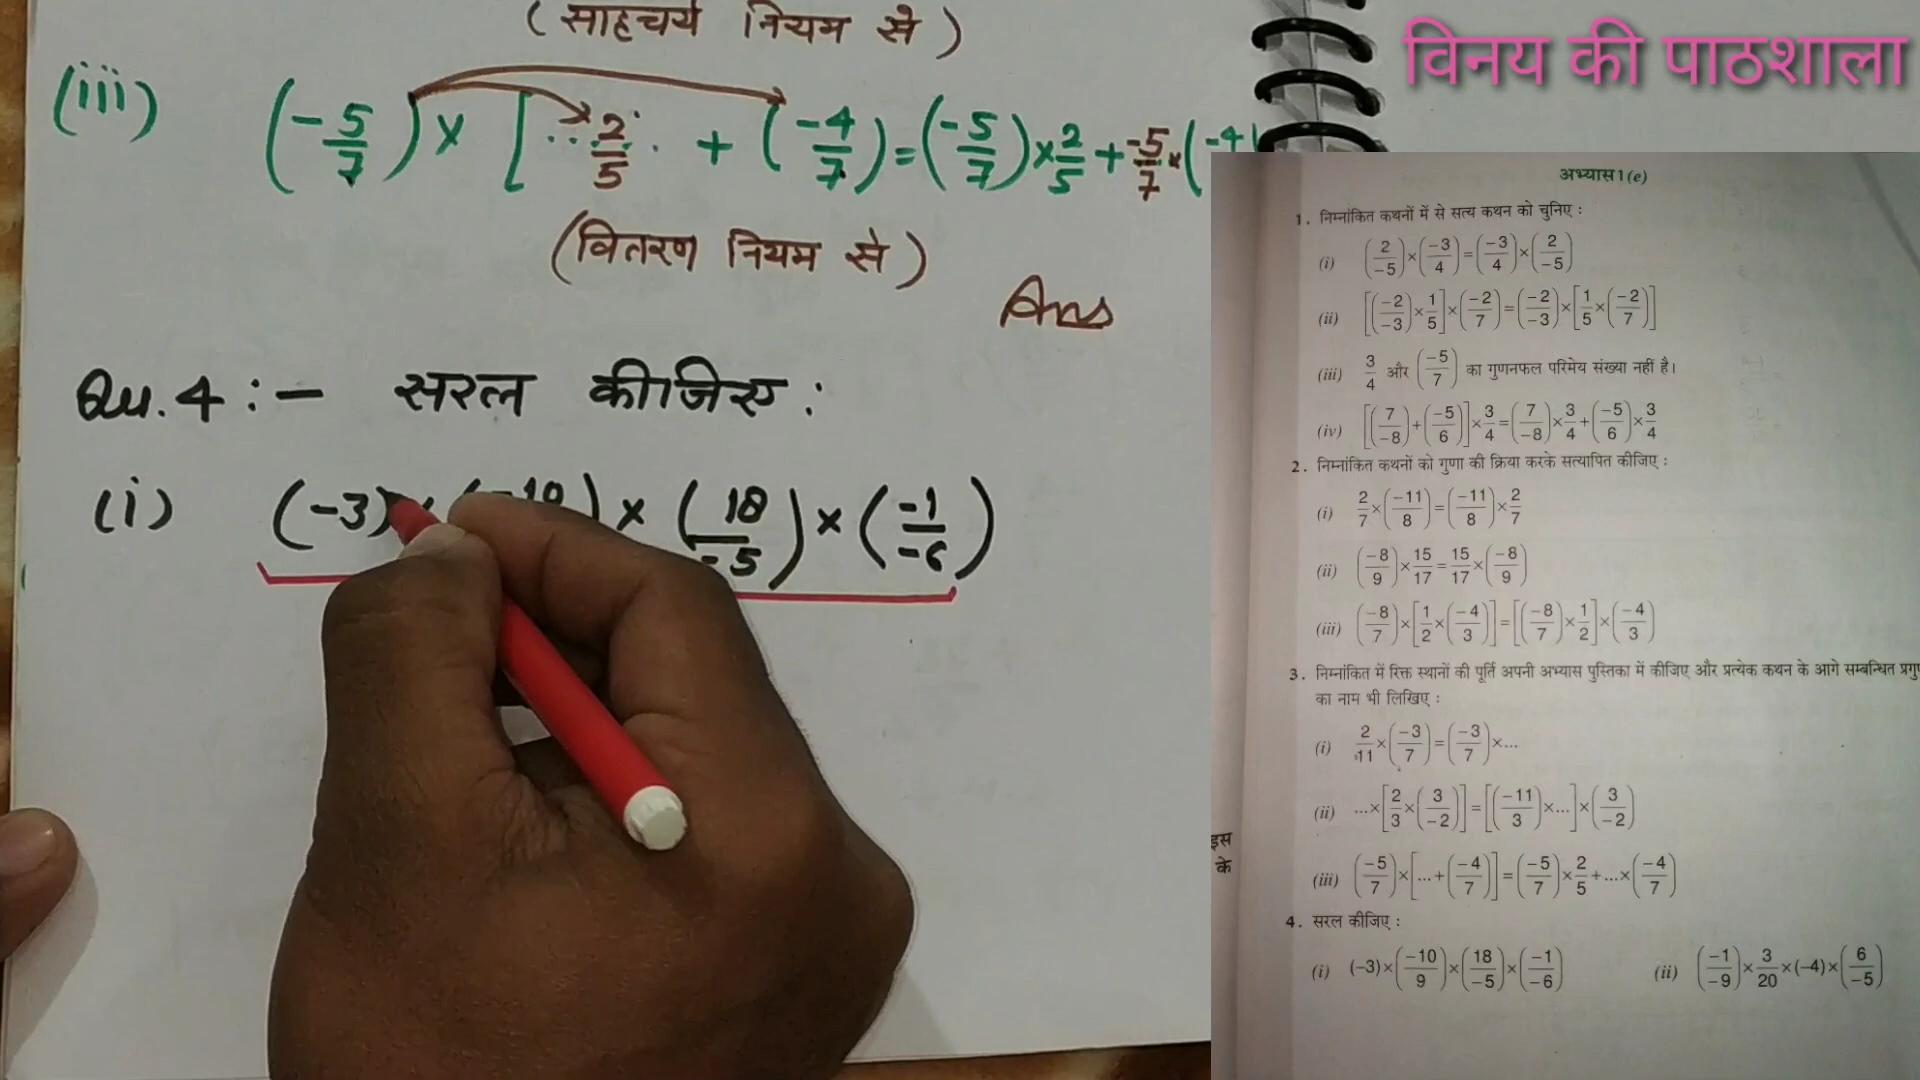 (साहचर्य नियम से)
(iii) (-5/7) × [...2/5... + (-4/7) = (-5/7) × 2/5 + -5/7 × (-4
(वितरण नियम से)
Ans
Qu. 4 :- सरल कीजिए :
(i) (-3) × (-10 ) × (18/-5) × (-1/-6)
विनय की पाठशाला
अभ्यास 1 (e)
1. निम्नांकित कथनों में से सत्य कथन को चुनिए :
(i) (2/-5) × (-3/4) = (-3/4) × (2/-5)
(ii) [(-2/-3) × 1/5] × (-2/7) = (-2/-3) × [1/5 × (-2/7)]
(iii) 3/4 और (-5/7) का गुणनफल परिमेय संख्या नहीं है।
(iv) [(7/-8) + (-5/6)] × 3/4 = (7/-8) × 3/4 + (-5/6) × 3/4
2. निम्नांकित कथनों को गुणा की क्रिया करके सत्यापित कीजिए :
(i) 2/7 × (-11/8) = (-11/8) × 2/7
(ii) (-8/9) × 15/17 = 15/17 × (-8/9)
(iii) (-8/7) × [1/2 × (-4/3)] = [(-8/7) × 1/2] × (-4/3)
3. निम्नांकित में रिक्त स्थानों की पूर्ति अपनी अभ्यास पुस्तिका में कीजिए और प्रत्येक कथन के आगे सम्बन्धित प्रगु
का नाम भी लिखिए :
(i) 2/11 × (-3/7) = (-3/7) × ...
(ii) ... × [2/3 × (3/-2)] = [(-11/3) × ...] × (3/-2)
(iii) (-5/7) × [... + (-4/7)] = (-5/7) × 2/5 + ... × (-4/7)
इस
के
4. सरल कीजिए :
(i) (-3) × (-10/9) × (18/-5) × (-1/-6) (ii) (-1/-9) × 3/20 × (-4) × (6/-5)